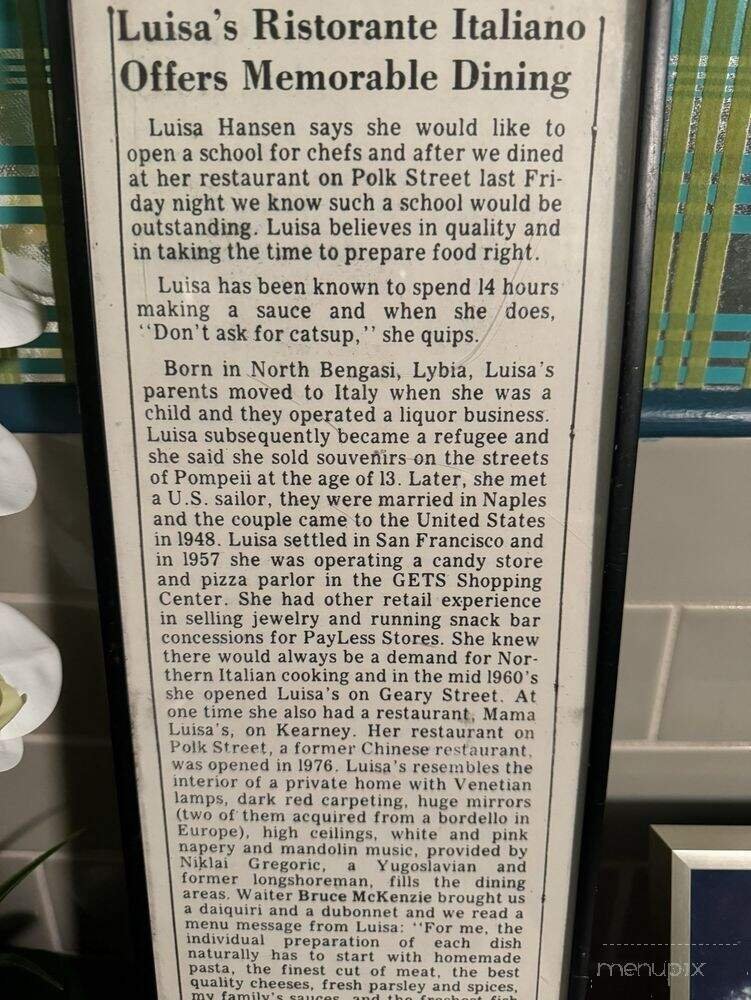 Luisa's Ristorante Italiano
Offers Memorable Dining
Luisa Hansen says she would like to
open a school for chefs and after we dined
at her restaurant on Polk Street last Fri-
day night we know such a school would be
outstanding. Luisa believes in quality and
in taking the time to prepare food right.
Luisa has been known to spend 14 hours
making a sauce and when she does,
"Don't ask for catsup," she quips.
Born in North Bengasi, Lybia, Luisa's
parents moved to Italy when she was a
child and they operated a liquor business.
Luisa subsequently became a refugee and
she said she sold souvenirs on the streets
of Pompeii at the age of 13. Later, she met
a U.S. sailor, they were married in Naples
and the couple came to the United States
in 1948. Luisa settled in San Francisco and
in 1957 she was operating a candy store
and pizza parlor in the GETS Shopping
Center. She had other retail experience
in selling jewelry and running snack bar
concessions for PayLess Stores. She knew
there would always be a demand for Nor-
thern Italian cooking and in the mid 1960's
she opened Luisa's on Geary Street. At
one time she also had a restaurant, Mama
Luisa's, on Kearney. Her restaurant on
Polk Street, a former Chinese restaurant,
was opened in 1976. Luisa's resembles the
interior of a private home with Venetian
lamps, dark red carpeting, huge mirrors
(two of them acquired from a bordello in
Europe), high ceilings, white and pink
napery and mandolin music, provided by
Niklai Gregoric, a Yugoslavian and
former longshoreman, fills the dining
areas. Waiter Bruce McKenzie brought us
a daiquiri and a dubonnet and we read a
menu message from Luisa: "For me, the
individual preparation of each dish
naturally has to start with homemade
pasta, the finest cut of meat, the best
quality cheeses, fresh parsley and spices,
my family's sauces, and the freshest fish
menupix